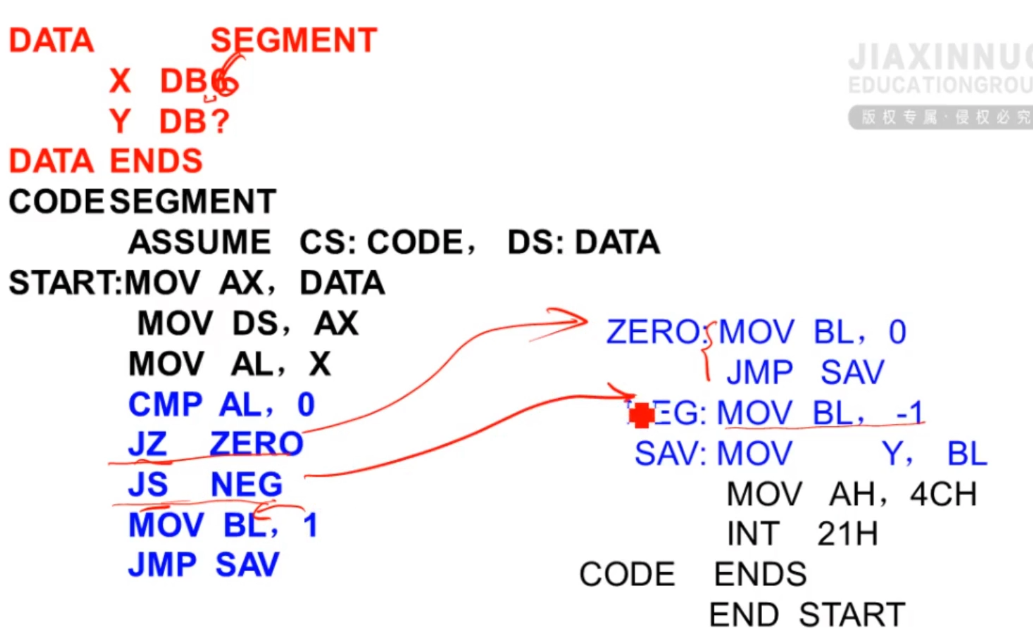 DATA SEGMENT
X DB 6
Y DB ?
DATA ENDS
CODE SEGMENT
ASSUME CS: CODE， DS: DATA
START:MOV AX，DATA
MOV DS，AX
MOV AL，X
CMP AL，0
JZ ZERO
JS NEG
MOV BL，1
JMP SAV
ZERO: MOV BL，0
JMP SAV
NEG: MOV BL，-1
SAV: MOV Y，BL
MOV AH，4CH
INT 21H
CODE ENDS
END START
版权专属·侵权必究